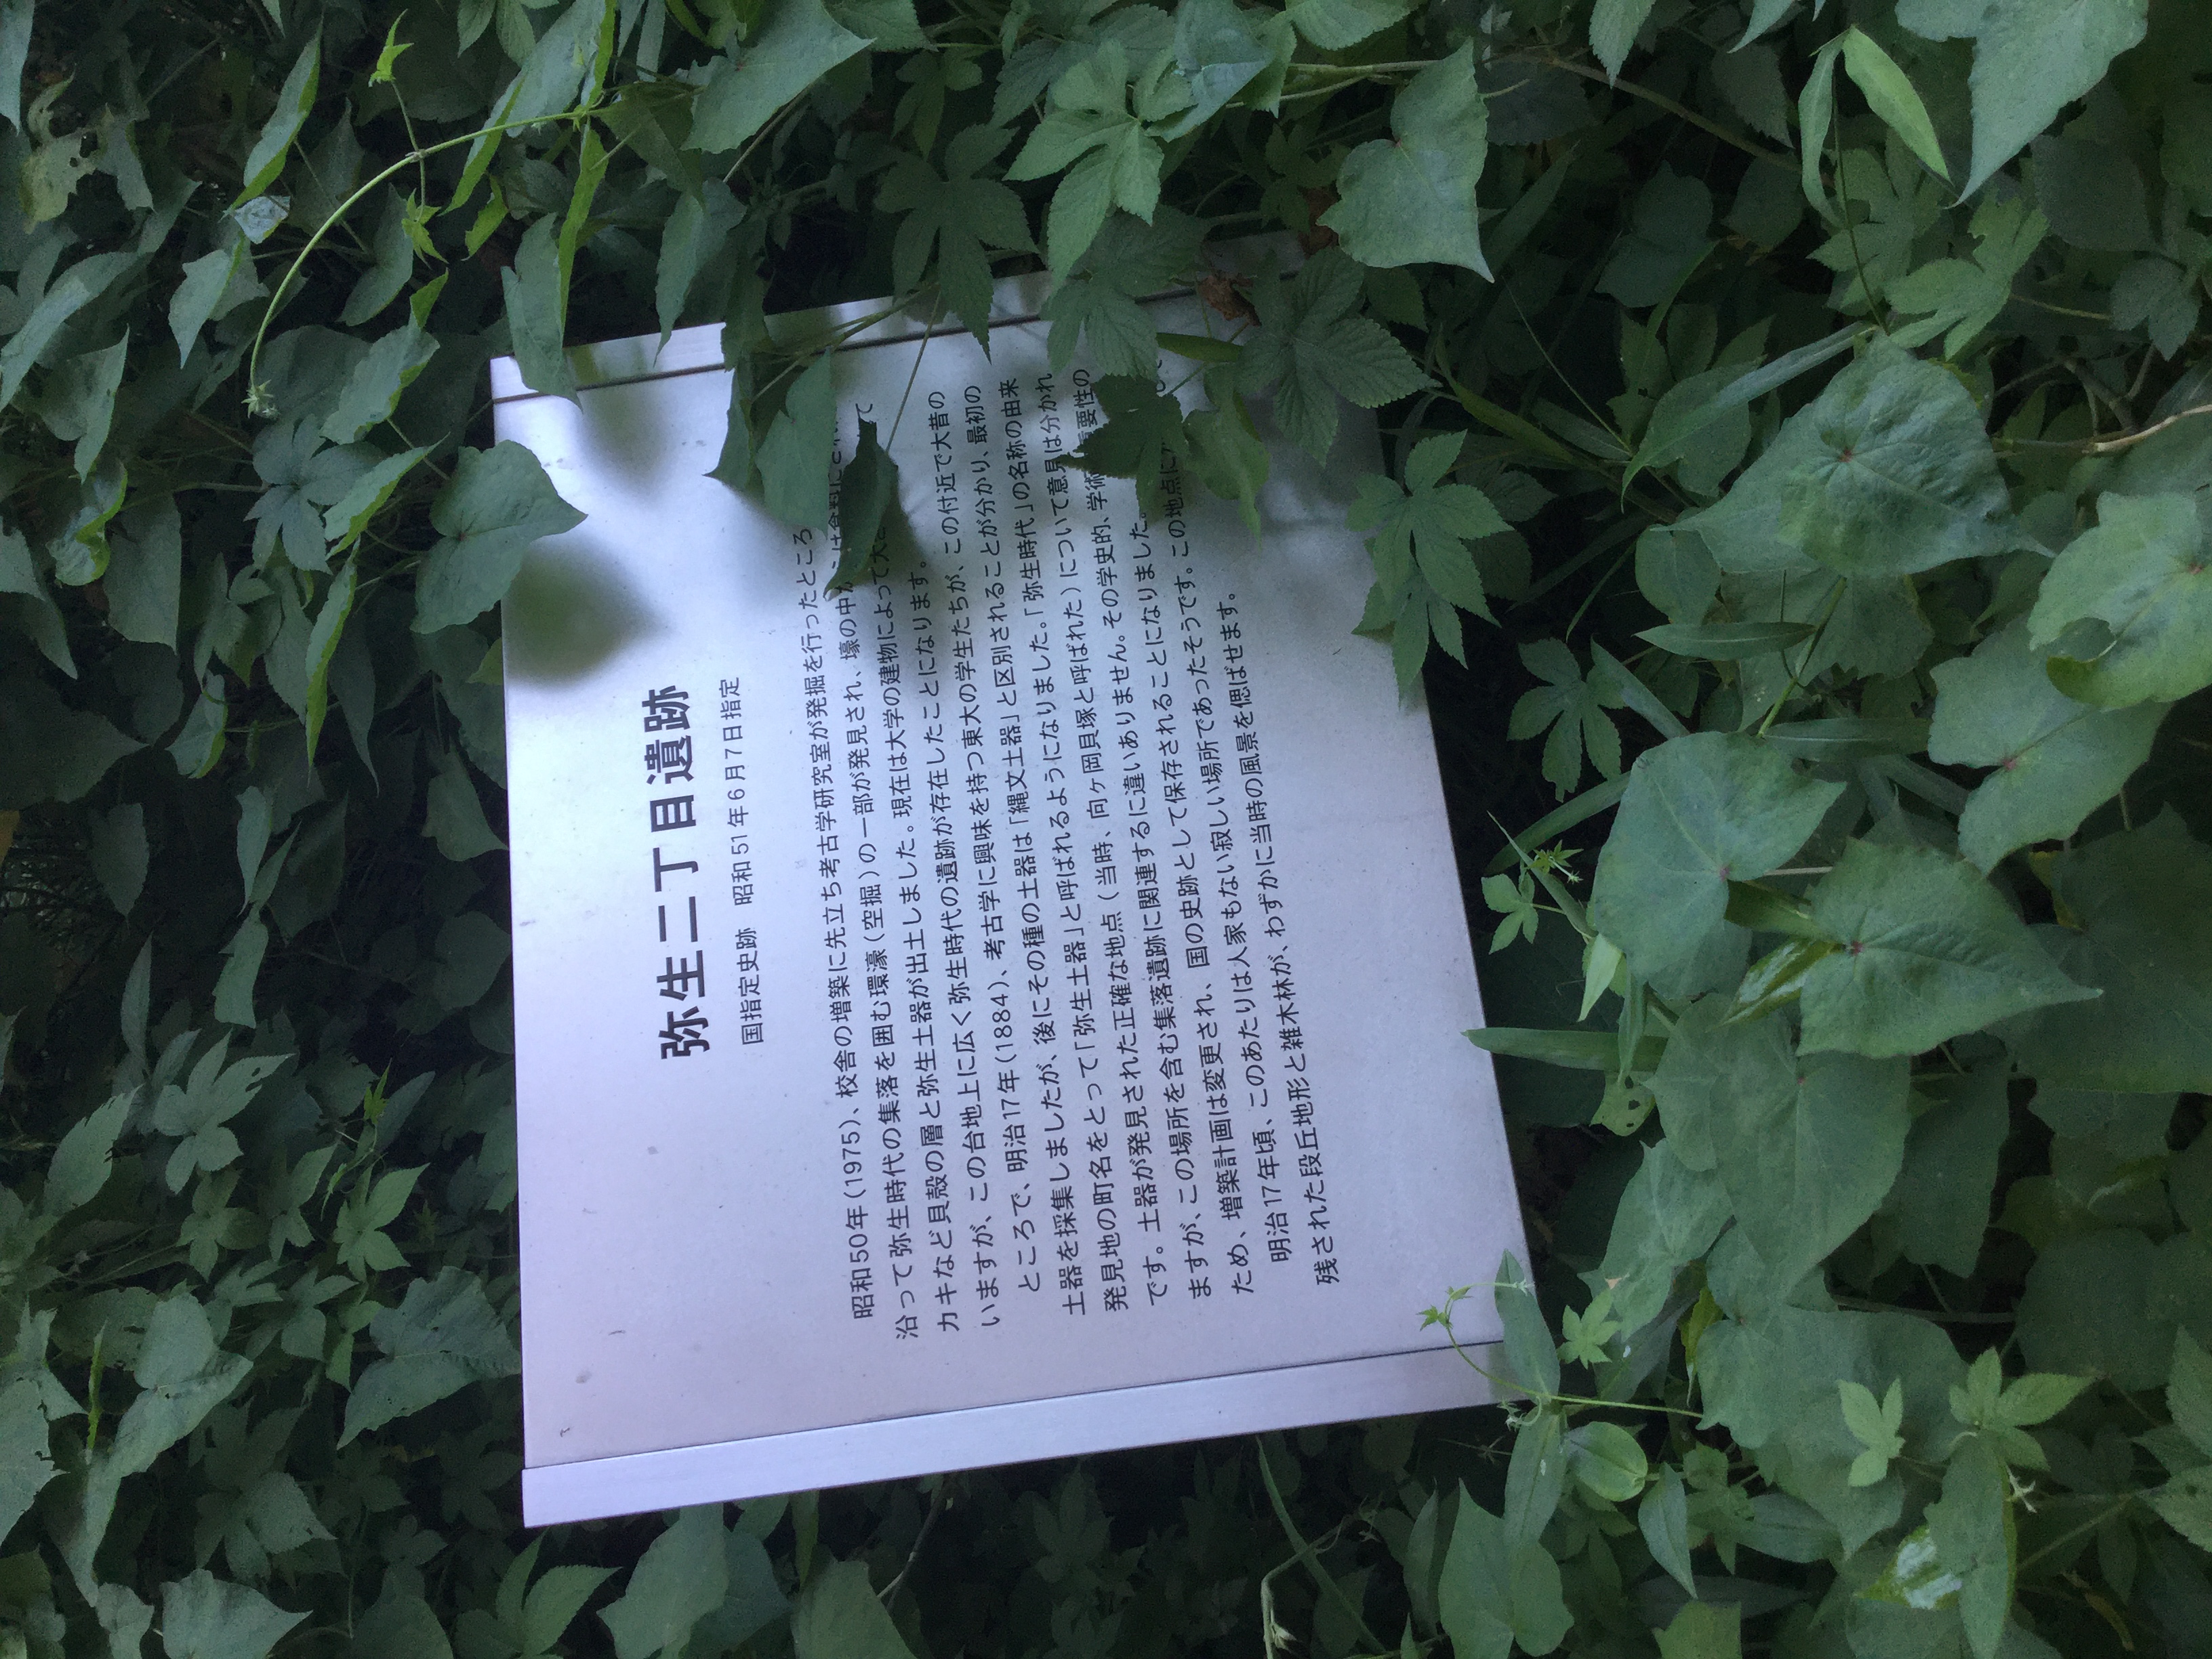 弥生二丁目遺跡
国指定史跡 昭和51年6月7日指定
昭和50年(1975)、校舎の増築に先立ち考古学研究室が発掘を行ったところ
沿って弥生時代の集落を囲む環濠(空掘)の一部が発見され、壕の中か
カキなど貝殻の層と弥生土器が出土しました。現在は大学の建物によって大 て
いますが、この台地上に広く弥生時代の遺跡が存在したことになります。
ところで、明治17年(1884)、考古学に興味を持つ東大の学生たちが、この付近で大昔の
土器を採集しましたが、後にその種の土器は「縄文土器」と区別されることが分かり、最初の
発見地の町名をとって「弥生土器」と呼ばれるようになりました。「弥生時代」の名称の由来
です。土器が発見された正確な地点(当時、向ヶ岡貝塚と呼ばれた)について意見は分かれ
ますが、この場所を含む集落遺跡に関連するに違いありません。その学史的、学術 重要性の
ため、増築計画は変更され、国の史跡として保存されることになりました。
明治17年頃、このあたりは人家もない寂しい場所であったそうです。この地点に
残された段丘地形と雑木林が、わずかに当時の風景を偲ばせます。